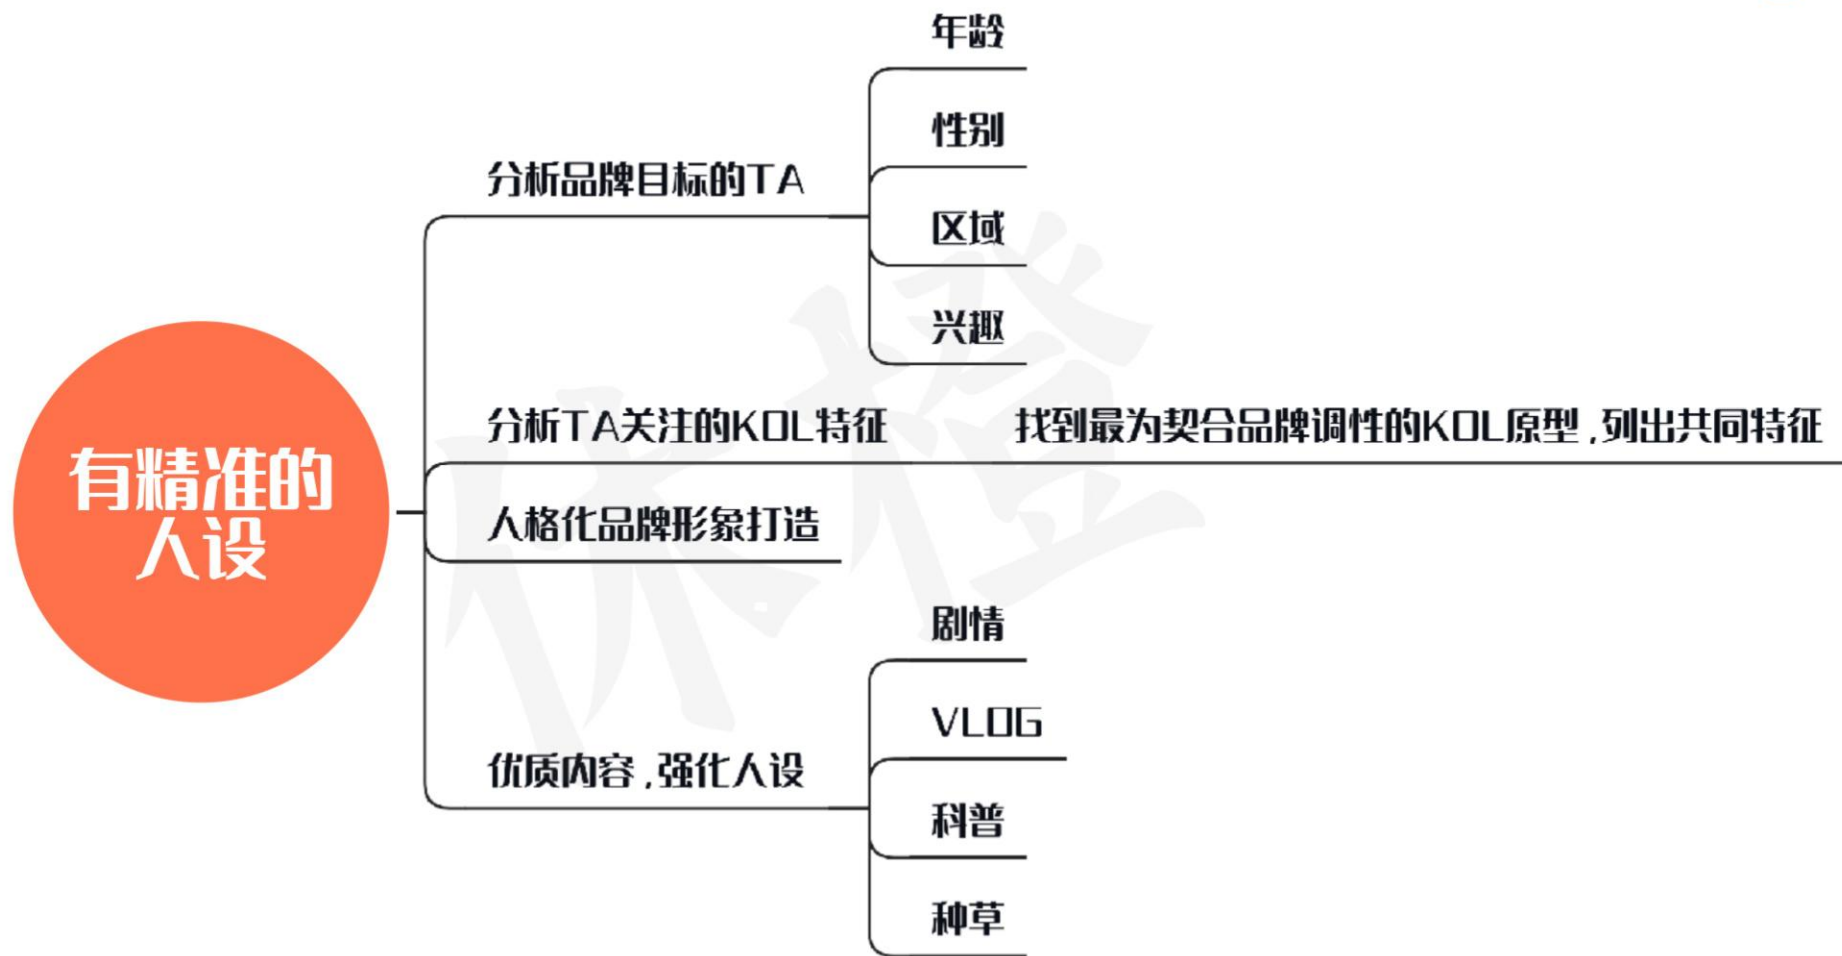 有精准的
人设
分析品牌目标的TA
年龄
性别
区域
兴趣
分析TA关注的KOL特征
找到最为契合品牌调性的KOL原型,列出共同特征
人格化品牌形象打造
优质内容,强化人设
剧情
VLOG
科普
种草
休橙